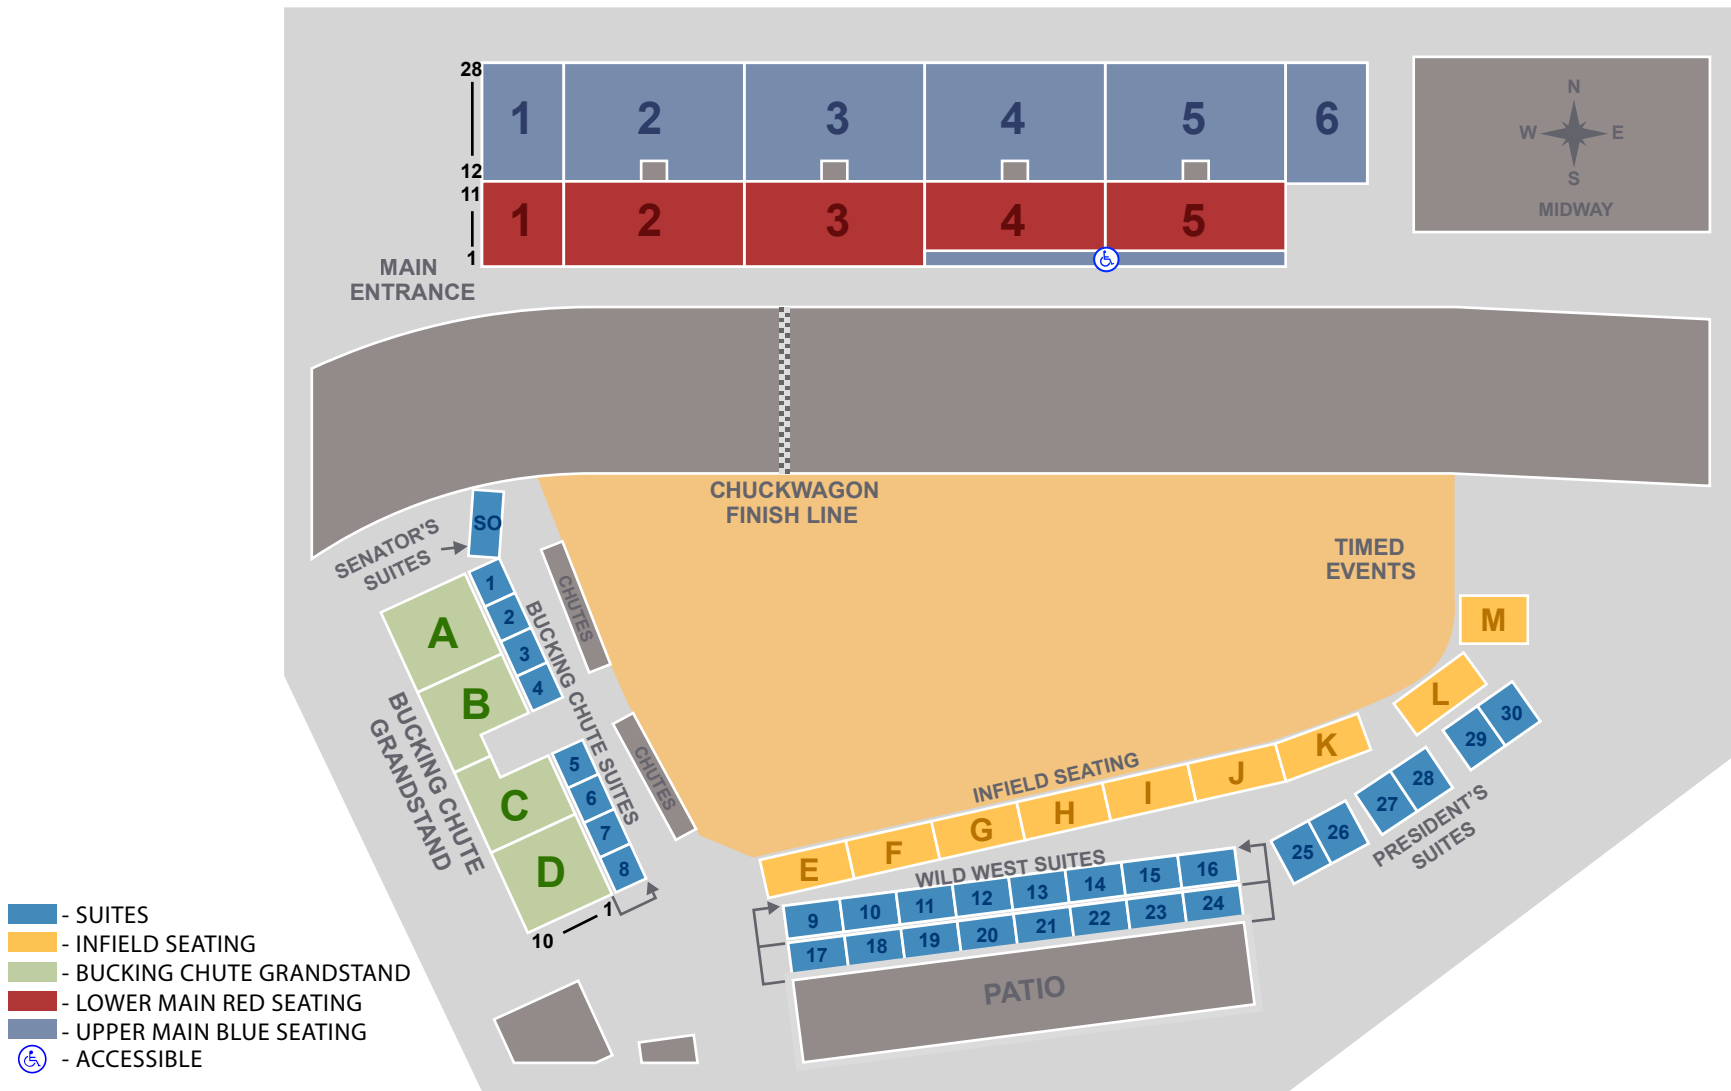 28
12
11
1
1
2
3
4
5
6
1
2
3
4
5
N
W
E
S
MIDWAY
MAIN
ENTRANCE
CHUCKWAGON
FINISH LINE
TIMED
EVENTS
SENATOR'S
SUITES
SO
1
2
3
4
5
6
7
8
BUCKING CHUTE SUITES
CHUTES
CHUTES
A
B
C
D
BUCKING CHUTE
GRANDSTAND
10
1
INFIELD SEATING
E
F
G
H
I
J
K
L
M
WILD WEST SUITES
9
10
11
12
13
14
15
16
17
18
19
20
21
22
23
24
25
26
27
28
29
30
PRESIDENT'S
SUITES
PATIO
- SUITES
- INFIELD SEATING
- BUCKING CHUTE GRANDSTAND
- LOWER MAIN RED SEATING
- UPPER MAIN BLUE SEATING
- ACCESSIBLE